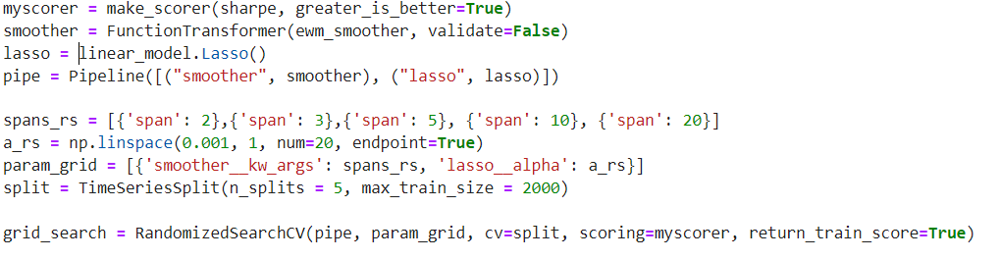 myscorer = make_scorer(sharpe, greater_is_better=True)
smoother = FunctionTransformer(ewm_smoother, validate=False)
lasso = linear_model.Lasso()
pipe = Pipeline([("smoother", smoother), ("lasso", lasso)])
spans_rs = [{'span': 2},{'span': 3},{'span': 5}, {'span': 10}, {'span': 20}]
a_rs = np.linspace(0.001, 1, num=20, endpoint=True)
param_grid = [{'smoother__kw_args': spans_rs, 'lasso__alpha': a_rs}]
split = TimeSeriesSplit(n_splits = 5, max_train_size = 2000)
grid_search = RandomizedSearchCV(pipe, param_grid, cv=split, scoring=myscorer, return_train_score=True)